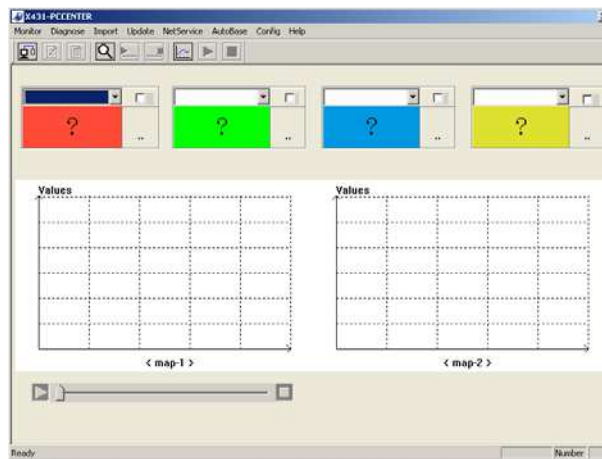 X431-PCCENTER
Monitor Diagnose Import Update NetService AutoBase Config Help
? ? ? ?
.. .. .. ..
Values Values
< map-1 > < map-2 >
Ready Number